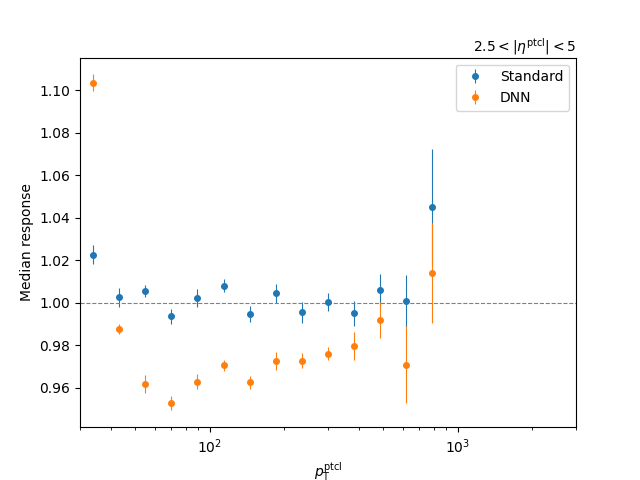 2.5 < |η^ptcl| < 5
Standard
DNN
Median response
1.10
1.08
1.06
1.04
1.02
1.00
0.98
0.96
10²
10³
p_T^ptcl